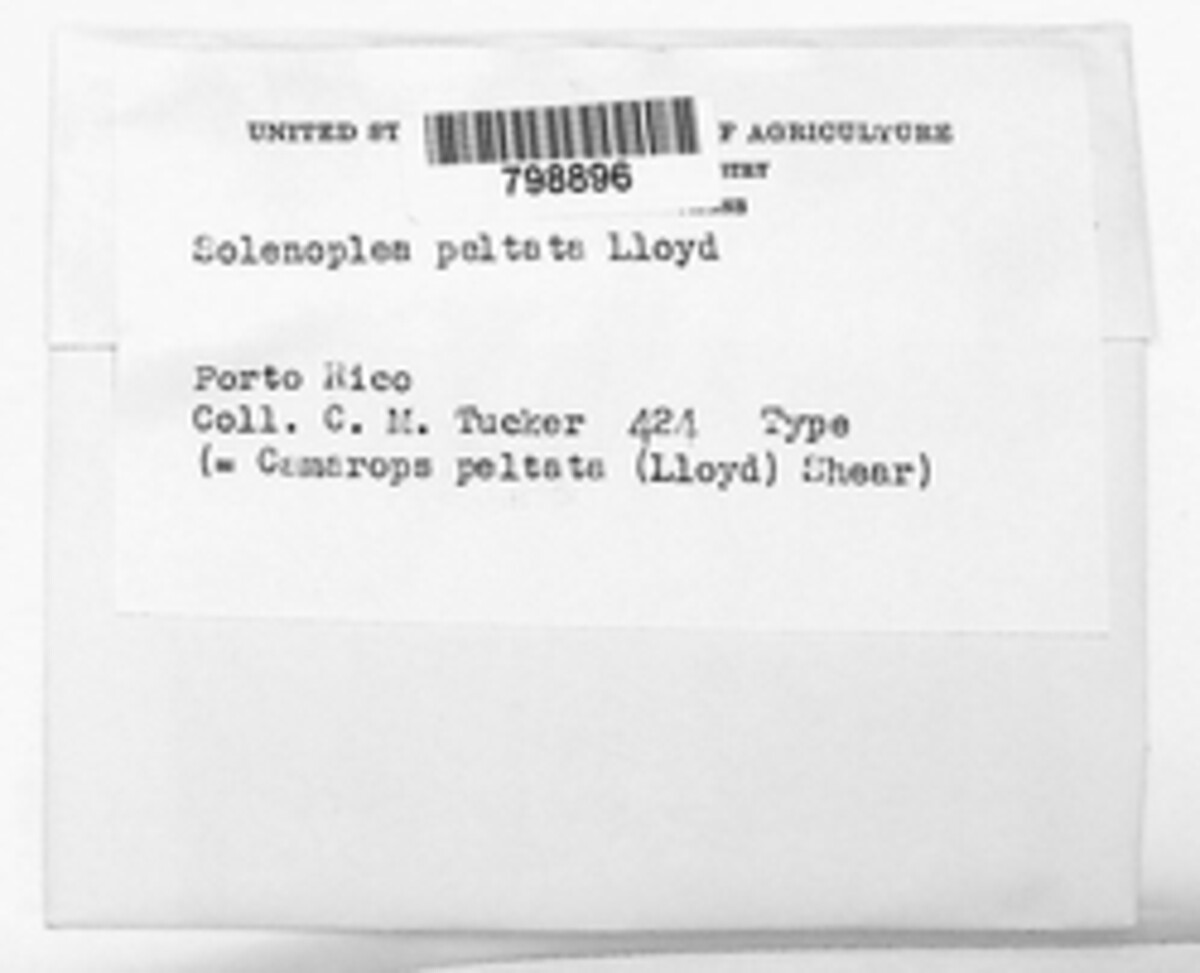 UNITED ST F AGRICULTURE
798896
Solenoplea peltata Lloyd
Porto Rico
Coll. C. M. Tucker 424 Type
(= Camarops peltata (Lloyd) Shear)